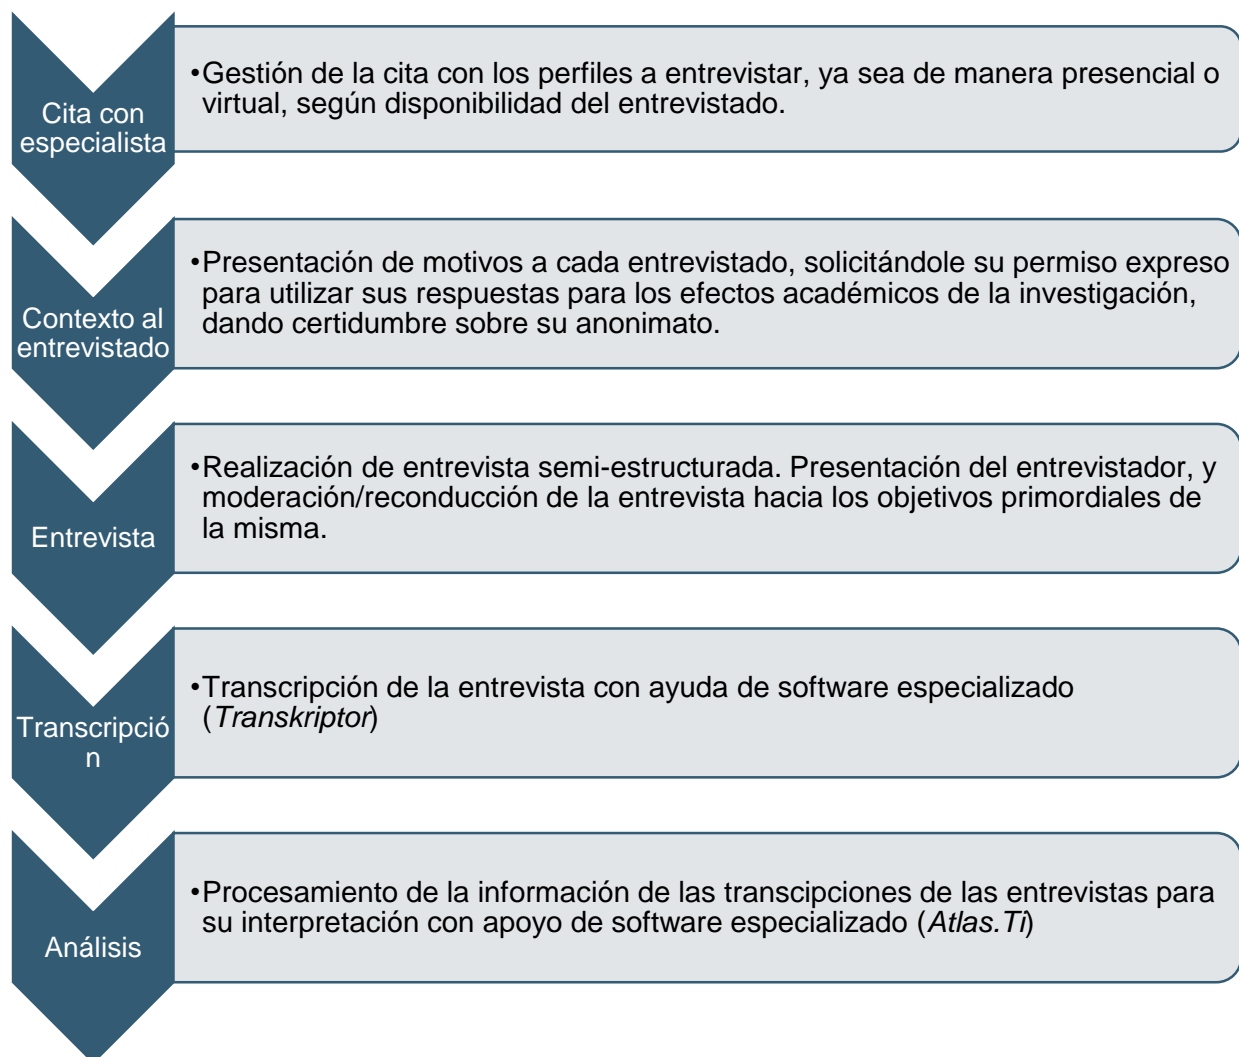 Cita con
especialista
•Gestión de la cita con los perfiles a entrevistar, ya sea de manera presencial o
virtual, según disponibilidad del entrevistado.
Contexto al
entrevistado
•Presentación de motivos a cada entrevistado, solicitándole su permiso expreso
para utilizar sus respuestas para los efectos académicos de la investigación,
dando certidumbre sobre su anonimato.
Entrevista
•Realización de entrevista semi-estructurada. Presentación del entrevistador, y
moderación/reconducción de la entrevista hacia los objetivos primordiales de
la misma.
Transcripció
n
•Transcripción de la entrevista con ayuda de software especializado
(Transkriptor)
Análisis
•Procesamiento de la información de las transcipciones de las entrevistas para
su interpretación con apoyo de software especializado (Atlas.Ti)